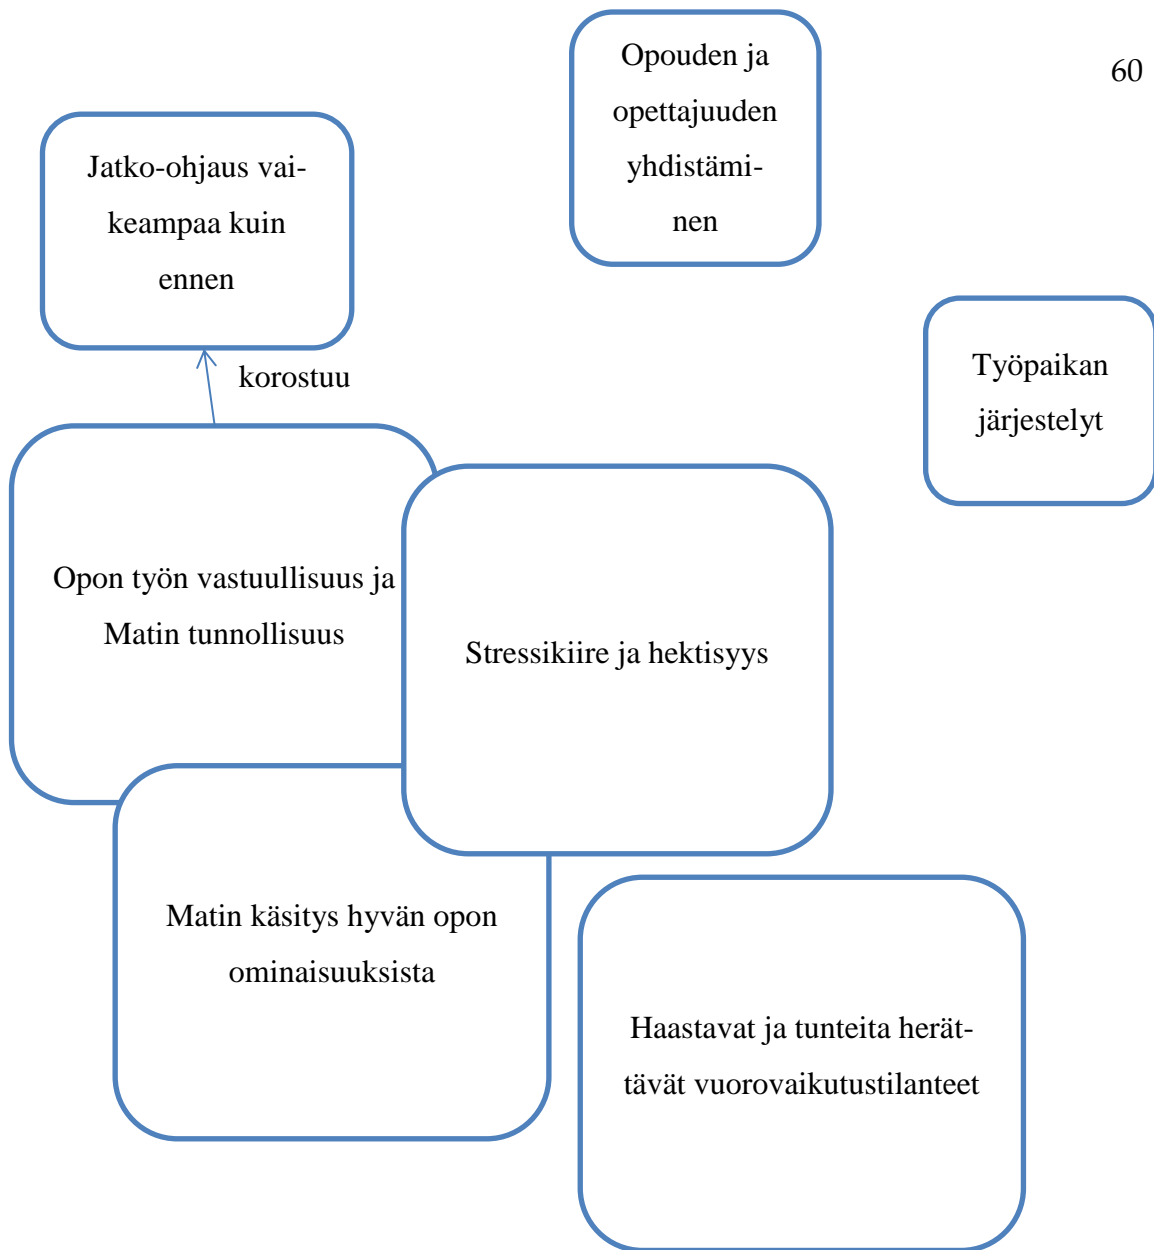 60
Opouden ja
opettajuuden
yhdistämi-
nen
Jatko-ohjaus vai-
keampaa kuin
ennen
Työpaikan
järjestelyt
korostuu
Opon työn vastuullisuus ja
Matin tunnollisuus
Stressikiire ja hektisyys
Matin käsitys hyvän opon
ominaisuuksista
Haastavat ja tunteita herät-
tävät vuorovaikutustilanteet